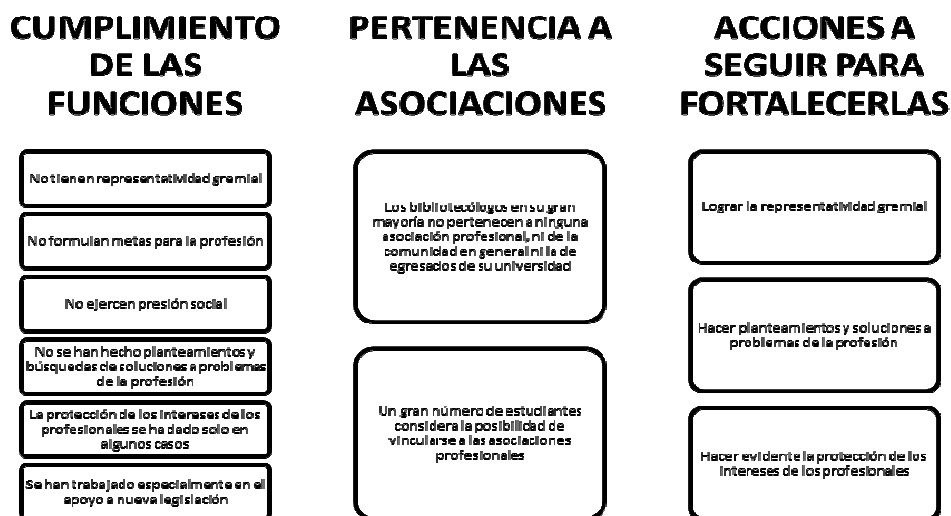 CUMPLIMIENTO
DE LAS
FUNCIONES
No tienen representatividad gremial
No formulan metas para la profesión
No ejercen presión social
No se han hecho planteamientos y
búsquedas de soluciones a problemas
de la profesión
La protección de los intereses de los
profesionales se ha dado solo en
algunos casos
Se han trabajado especialmente en el
apoyo a nueva legislación
PERTENENCIA A
LAS
ASOCIACIONES
Los bibliotecólogos en su gran
mayoría no pertenecen a ninguna
asociación profesional, ni de la
comunidad en general ni la de
egresados de su universidad
Un gran número de estudiantes
considera la posibilidad de
vincularse a las asociaciones
profesionales
ACCIONES A
SEGUIR PARA
FORTALECERLAS
Lograr la representatividad gremial
Hacer planteamientos y soluciones a
problemas de la profesión
Hacer evidente la protección de los
intereses de los profesionales